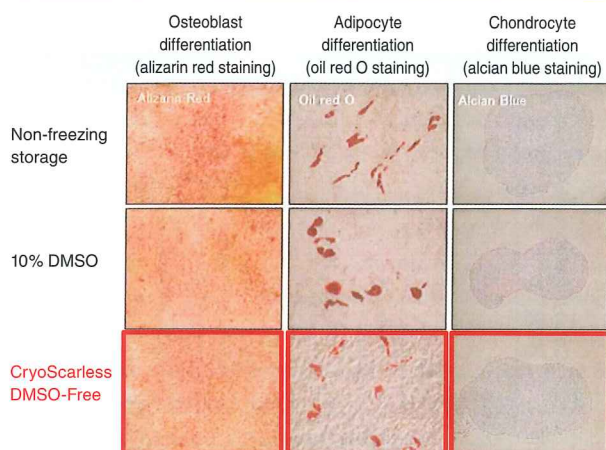 Osteoblast
differentiation
(alizarin red staining)
Adipocyte
differentiation
(oil red O staining)
Chondrocyte
differentiation
(alcian blue staining)
Non-freezing
storage
Alizarin Red
Oil red O
Alcian Blue
10% DMSO
CryoScarless
DMSO-Free